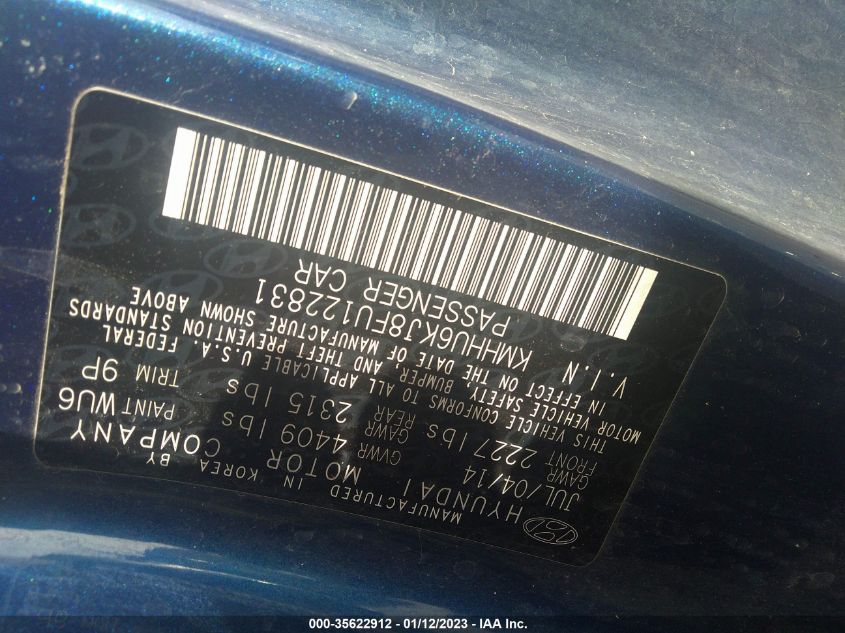 MANUFACTURED IN KOREA BY
HYUNDAI MOTOR COMPANY
JUL/04/14 GVWR 4409 lbs PAINT WU6
GAWR FRONT 2227 lbs GAWR REAR 2315 lbs TRIM 9P
THIS VEHICLE CONFORMS TO ALL APPLICABLE U.S.A. FEDERAL
MOTOR VEHICLE SAFETY, BUMPER, AND THEFT PREVENTION STANDARDS
IN EFFECT ON THE DATE OF MANUFACTURE SHOWN ABOVE
V.I.N
KMHHU6KJ8FU122831
PASSENGER CAR
000-35622912 - 01/12/2023 - IAA Inc.